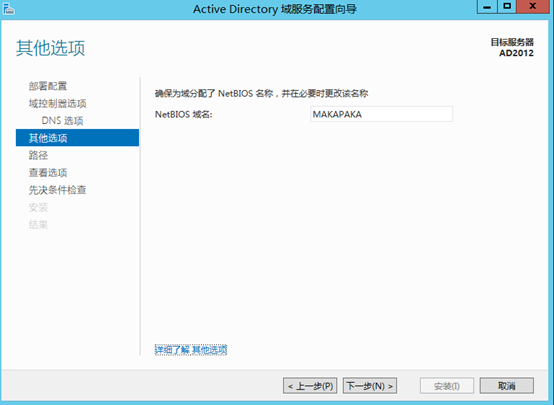 Active Directory 域服务配置向导
其他选项
目标服务器
AD2012
部署配置
域控制器选项
DNS 选项
其他选项
路径
查看选项
先决条件检查
安装
结果
确保为域分配了 NetBIOS 名称，并在必要时更改该名称
NetBIOS 域名: MAKAPAKA
详细了解 其他选项
< 上一步(P) 下一步(N) > 安装(I) 取消